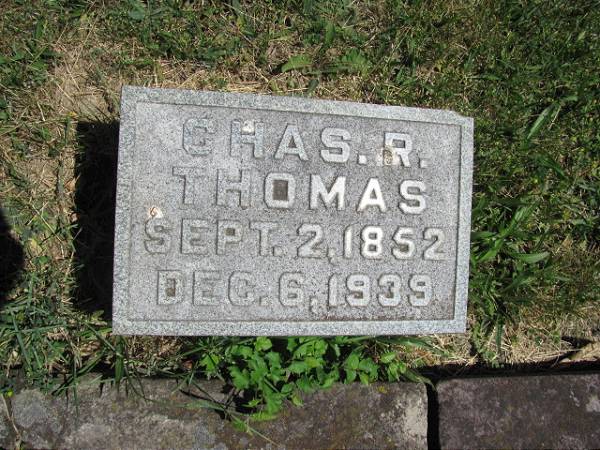 CHAS. R.
THOMAS
SEPT. 2, 1852
DEC. 6, 1939